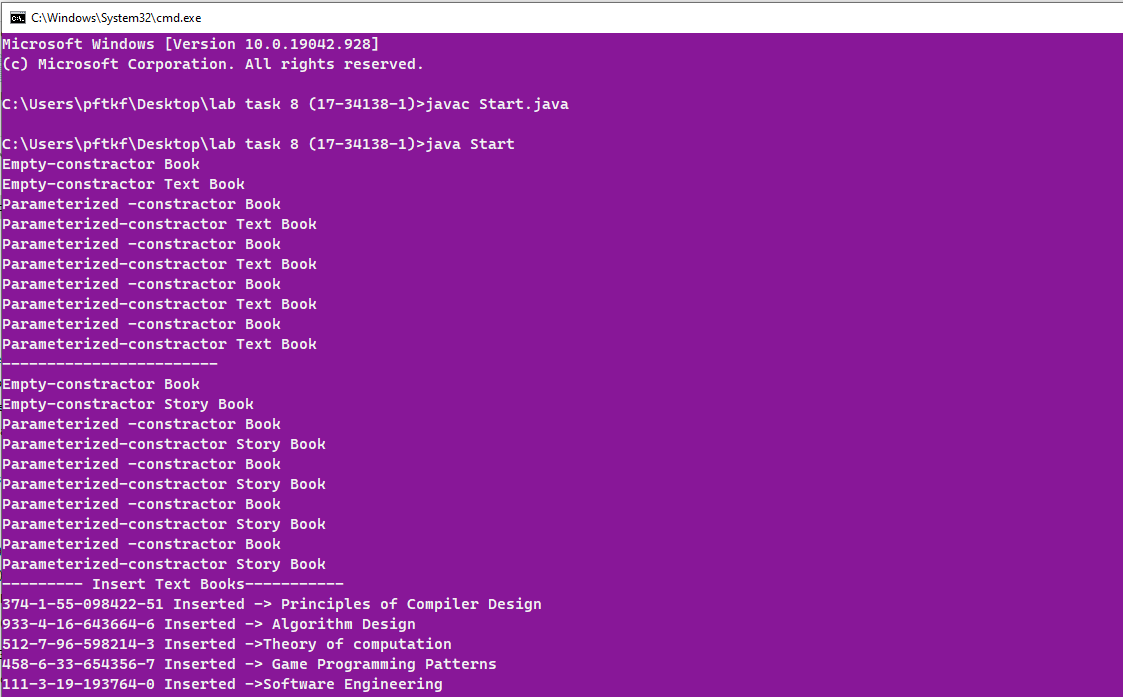 C:\Windows\System32\cmd.exe
Microsoft Windows [Version 10.0.19042.928]
(c) Microsoft Corporation. All rights reserved.
C:\Users\pftkf\Desktop\lab task 8 (17-34138-1)>javac Start.java
C:\Users\pftkf\Desktop\lab task 8 (17-34138-1)>java Start
Empty-constractor Book
Empty-constractor Text Book
Parameterized -constractor Book
Parameterized-constractor Text Book
Parameterized -constractor Book
Parameterized-constractor Text Book
Parameterized -constractor Book
Parameterized-constractor Text Book
Parameterized -constractor Book
Parameterized-constractor Text Book
------------------------
Empty-constractor Book
Empty-constractor Story Book
Parameterized -constractor Book
Parameterized-constractor Story Book
Parameterized -constractor Book
Parameterized-constractor Story Book
Parameterized -constractor Book
Parameterized-constractor Story Book
Parameterized -constractor Book
Parameterized-constractor Story Book
--------- Insert Text Books-----------
374-1-55-098422-51 Inserted -> Principles of Compiler Design
933-4-16-643664-6 Inserted -> Algorithm Design
512-7-96-598214-3 Inserted ->Theory of computation
458-6-33-654356-7 Inserted -> Game Programming Patterns
111-3-19-193764-0 Inserted ->Software Engineering